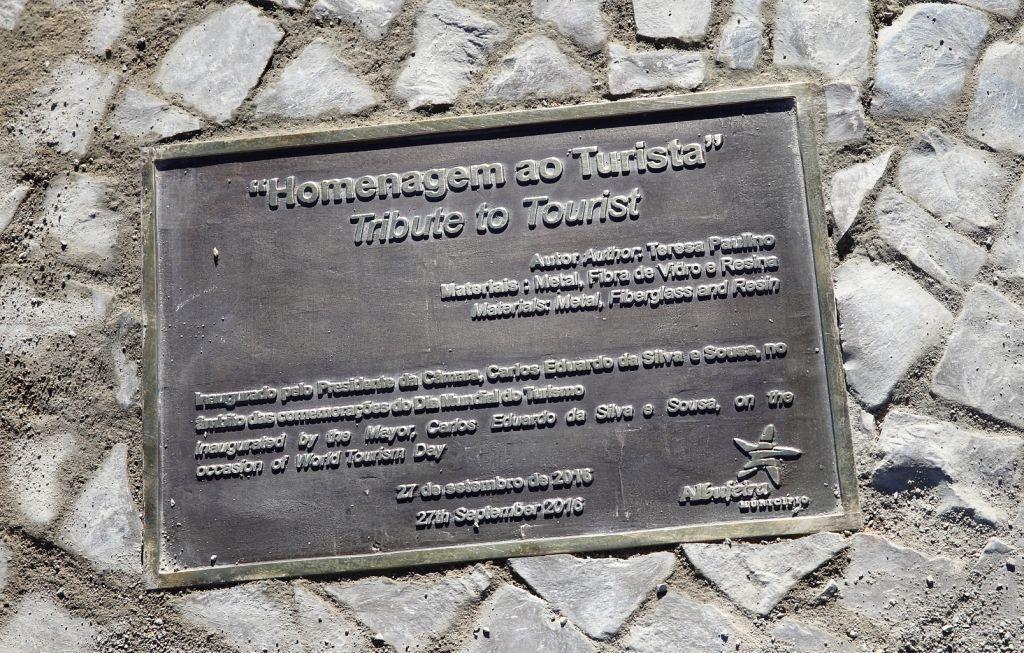 “Homenagem ao Turista”
Tribute to Tourist
Autor Author: Teresa Paulino
Materiais : Metal, Fibra de Vidro e Resina
Materials: Metal, Fiberglass and Resin
Inaugurado pelo Presidente da Câmara, Carlos Eduardo da Silva e Sousa, no
âmbito das comemorações do Dia Mundial do Turismo
Inaugurated by the Mayor, Carlos Eduardo da Silva e Sousa, on the
occasion of World Tourism Day
27 de setembro de 2016
27th September 2016
Albufeira
MUNICÍPIO